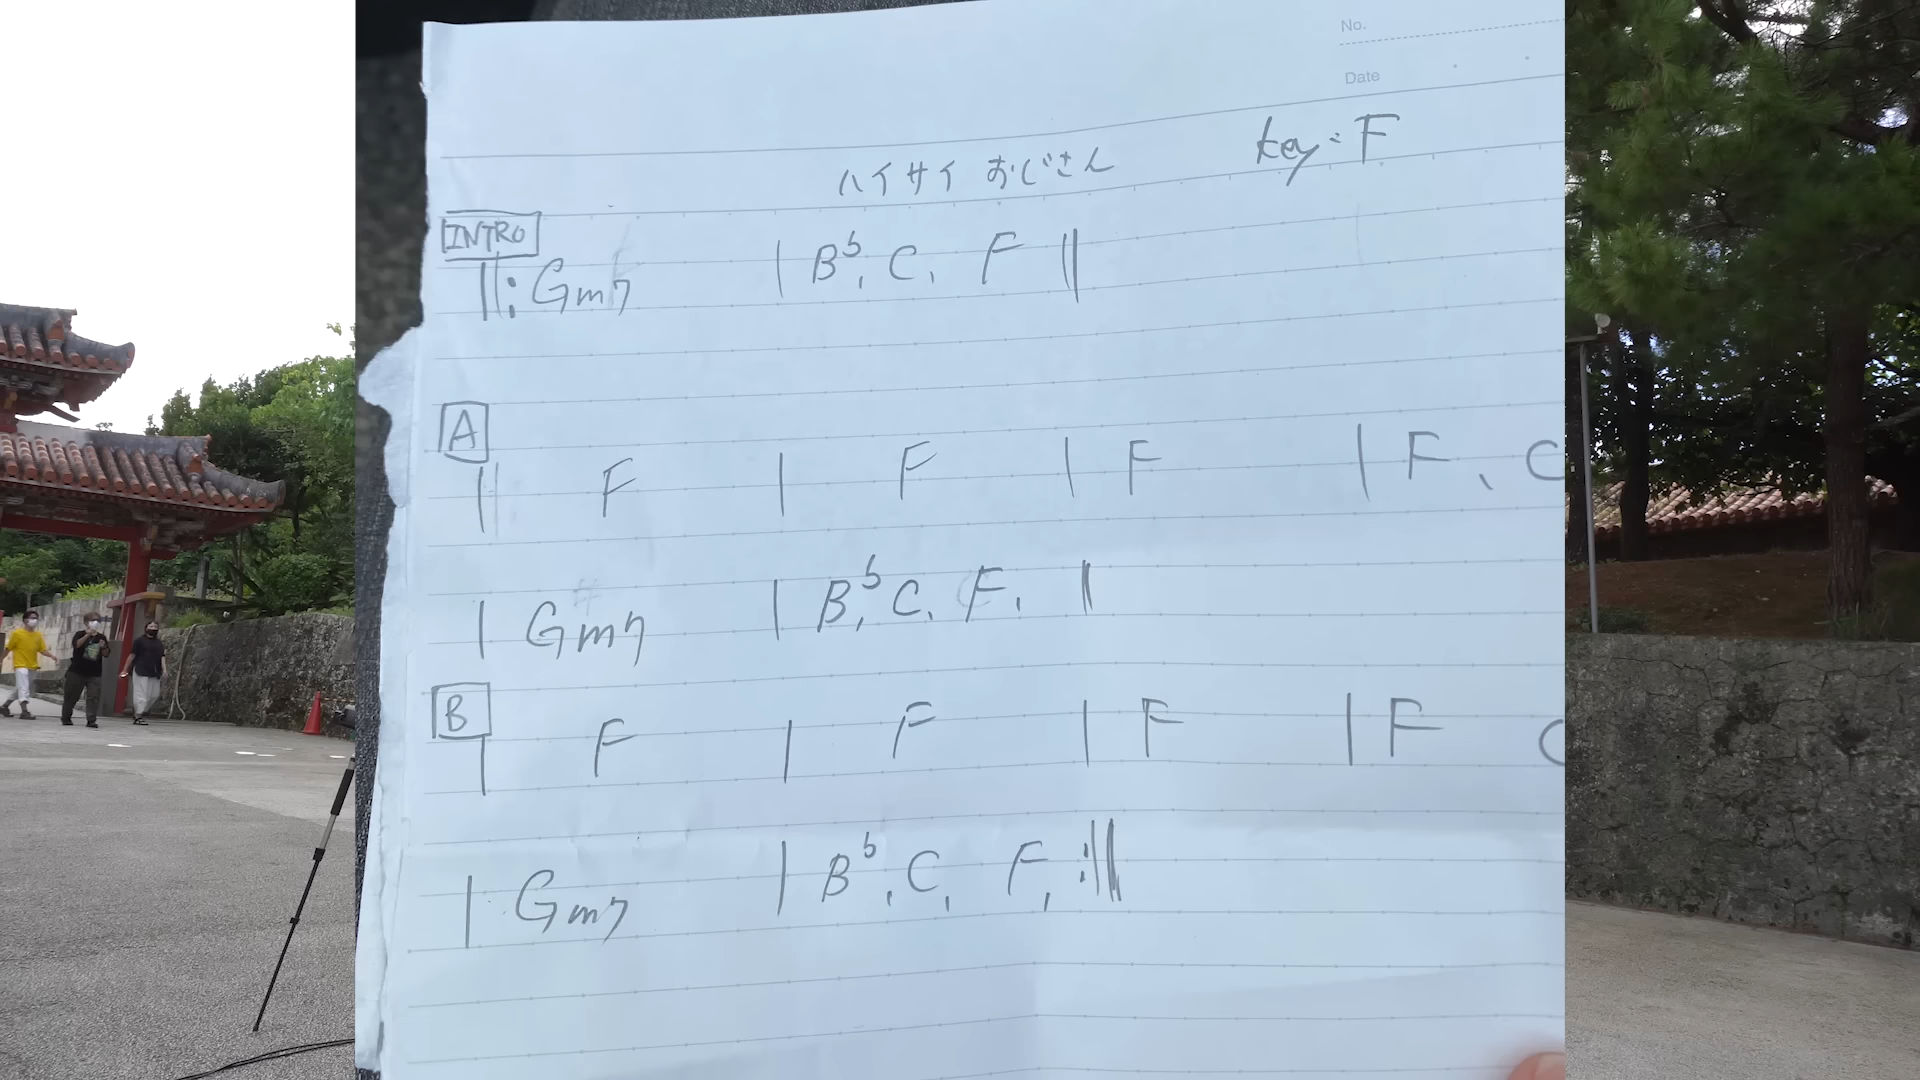 No.
Date
ハイサイ おじさん key=F
INTRO
||: Gm7 | B♭, C, F ||
A
|| F | F | F | F, C
| Gm7 | B♭, C, F, ||
B
| F | F | F | F C
| Gm7 | B♭, C, F, :||